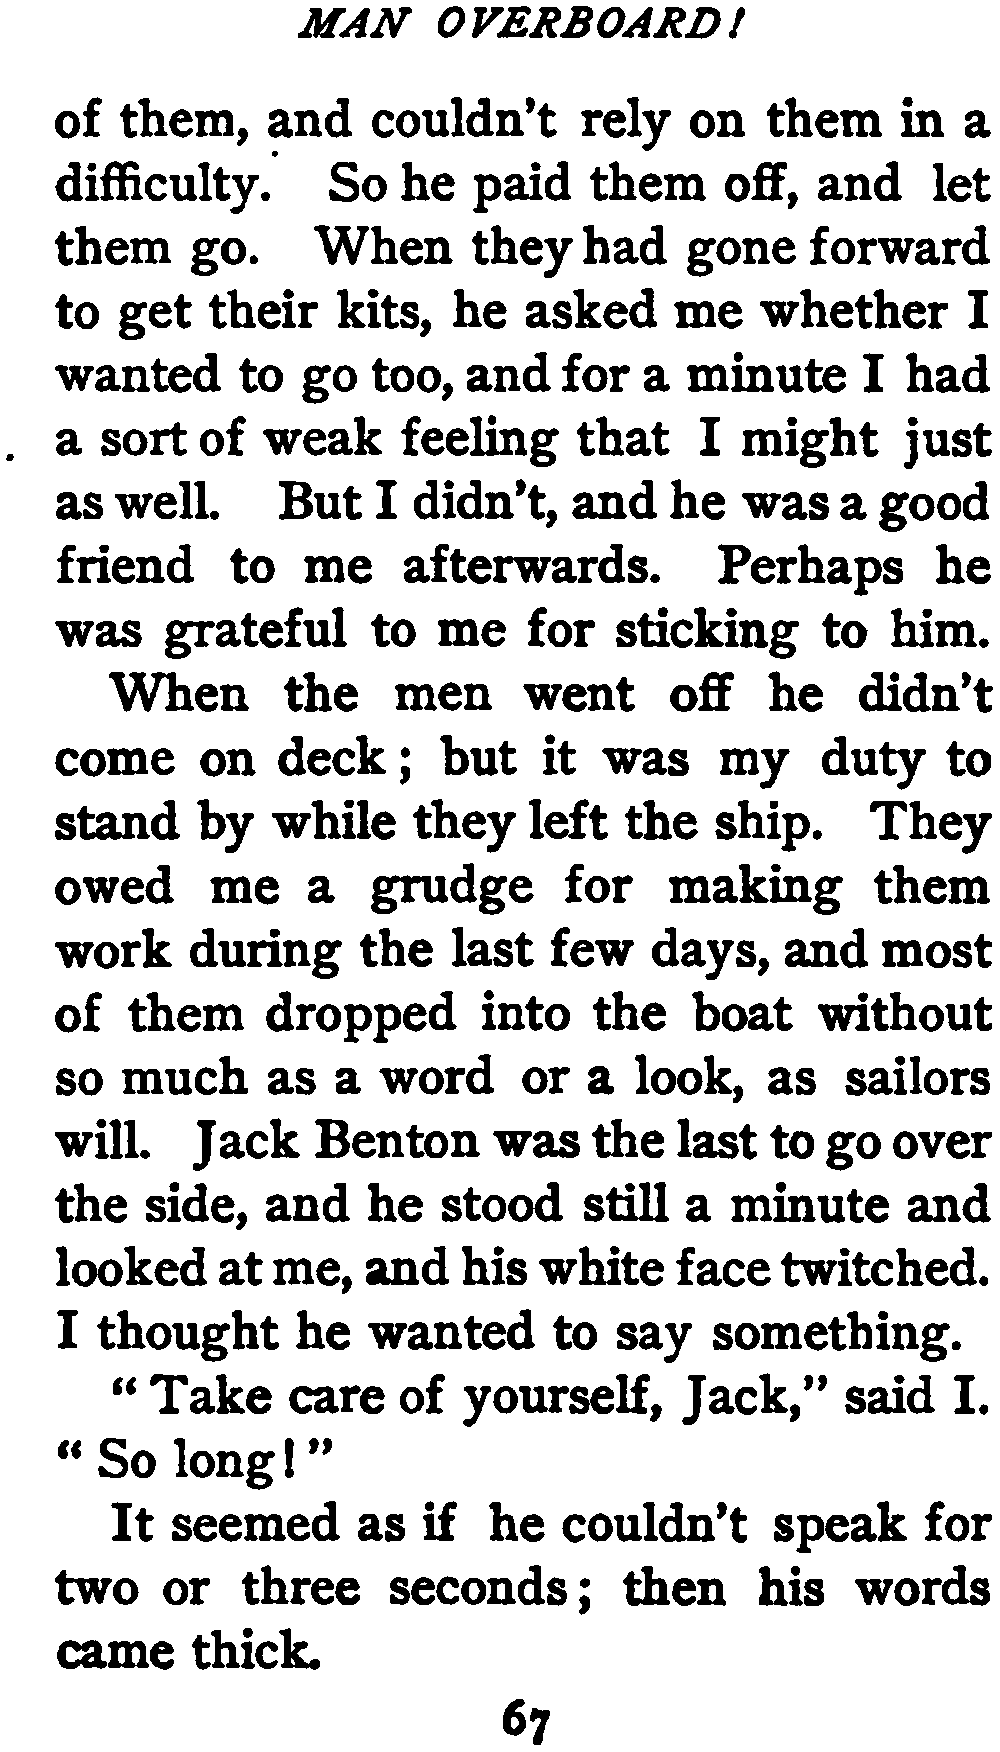 MAN OVERBOARD!
of them, and couldn't rely on them in a
difficulty. So he paid them off, and let
them go. When they had gone forward
to get their kits, he asked me whether I
wanted to go too, and for a minute I had
a sort of weak feeling that I might just
as well. But I didn't, and he was a good
friend to me afterwards. Perhaps he
was grateful to me for sticking to him.
When the men went off he didn't
come on deck; but it was my duty to
stand by while they left the ship. They
owed me a grudge for making them
work during the last few days, and most
of them dropped into the boat without
so much as a word or a look, as sailors
will. Jack Benton was the last to go over
the side, and he stood still a minute and
looked at me, and his white face twitched.
I thought he wanted to say something.
"Take care of yourself, Jack," said I.
"So long!"
It seemed as if he couldn't speak for
two or three seconds; then his words
came thick.
67